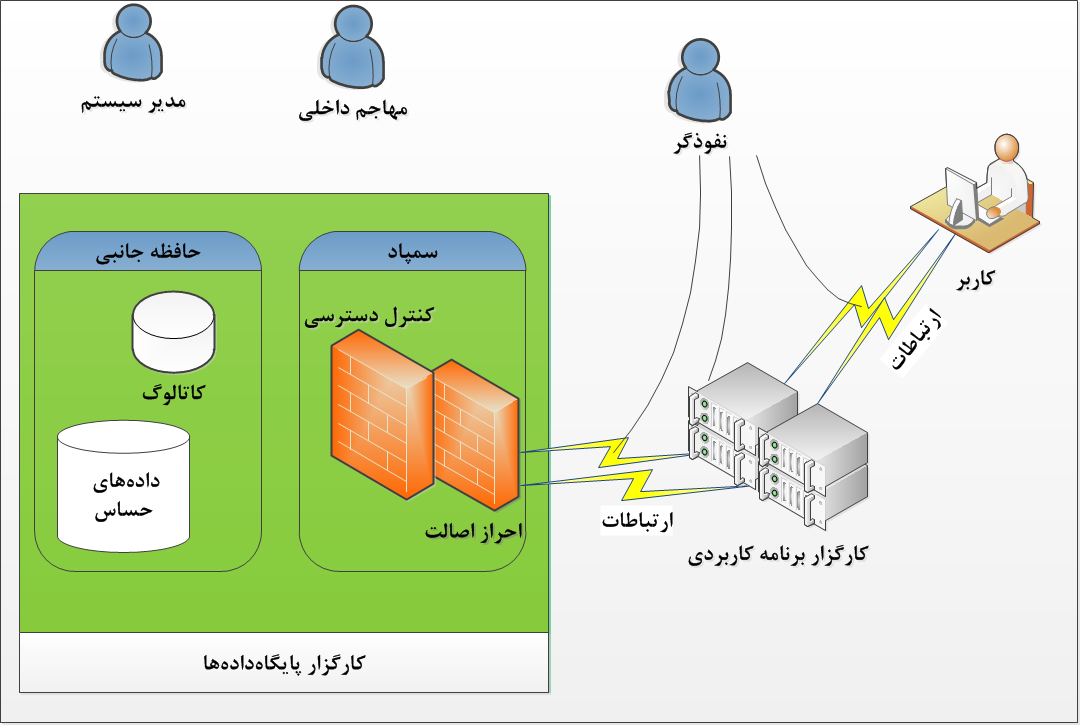 مدیر سیستم
مهاجم داخلی
نفوذگر
کاربر
ارتباطات
سمپاد
حافظه جانبی
کنترل دسترسی
کاتالوگ
داده‌های
حساس
احراز اصالت
ارتباطات
کارگزار برنامه کاربردی
کارگزار پایگاه‌داده‌ها